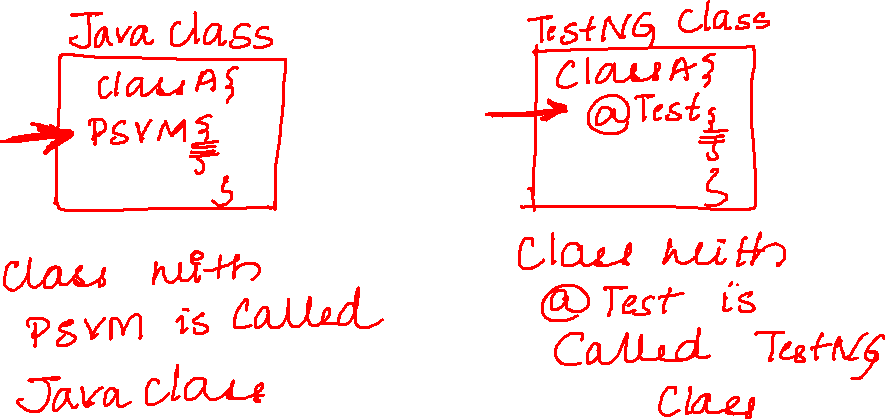 Java class
class A {
PSVM {
}
}
Class with
PSVM is called
Java class
TestNG Class
Class A {
@Test {
}
}
Class with
@ Test is
Called TestNG
Class